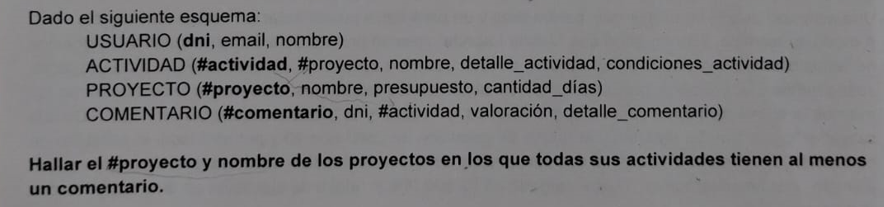 Dado el siguiente esquema:
USUARIO (dni, email, nombre)
ACTIVIDAD (#actividad, #proyecto, nombre, detalle_actividad, condiciones_actividad)
PROYECTO (#proyecto, nombre, presupuesto, cantidad_días)
COMENTARIO (#comentario, dni, #actividad, valoración, detalle_comentario)
Hallar el #proyecto y nombre de los proyectos en los que todas sus actividades tienen al menos
un comentario.